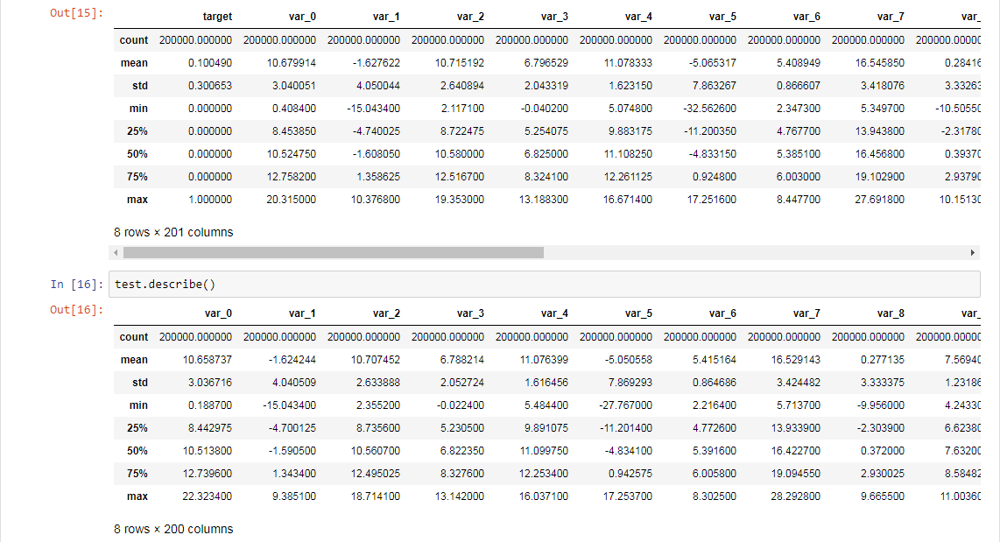 Out[15]:
target var_0 var_1 var_2 var_3 var_4 var_5 var_6 var_7 var_
count 200000.000000 200000.000000 200000.000000 200000.000000 200000.000000 200000.000000 200000.000000 200000.000000 200000.000000 200000.0000
mean 0.100490 10.679914 -1.627622 10.715192 6.796529 11.078333 -5.065317 5.408949 16.545850 0.28416
std 0.300653 3.040051 4.050044 2.640894 2.043319 1.623150 7.863267 0.866607 3.418076 3.33263
min 0.000000 0.408400 -15.043400 2.117100 -0.040200 5.074800 -32.562600 2.347300 5.349700 -10.50550
25% 0.000000 8.453850 -4.740025 8.722475 5.254075 9.883175 -11.200350 4.767700 13.943800 -2.31780
50% 0.000000 10.524750 -1.608050 10.580000 6.825000 11.108250 -4.833150 5.385100 16.456800 0.39370
75% 0.000000 12.758200 1.358625 12.516700 8.324100 12.261125 0.924800 6.003000 19.102900 2.93790
max 1.000000 20.315000 10.376800 19.353000 13.188300 16.671400 17.251600 8.447700 27.691800 10.15130
8 rows × 201 columns
In [16]: test.describe()
Out[16]:
var_0 var_1 var_2 var_3 var_4 var_5 var_6 var_7 var_8 var_
count 200000.000000 200000.000000 200000.000000 200000.000000 200000.000000 200000.000000 200000.000000 200000.000000 200000.000000 200000.0000
mean 10.658737 -1.624244 10.707452 6.788214 11.076399 -5.050558 5.415164 16.529143 0.277135 7.56940
std 3.036716 4.040509 2.633888 2.052724 1.616456 7.869293 0.864686 3.424482 3.333375 1.23186
min 0.188700 -15.043400 2.355200 -0.022400 5.484400 -27.767000 2.216400 5.713700 -9.956000 4.24330
25% 8.442975 -4.700125 8.735600 5.230500 9.891075 -11.201400 4.772600 13.933900 -2.303900 6.62380
50% 10.513800 -1.590500 10.560700 6.822350 11.099750 -4.834100 5.391600 16.422700 0.372000 7.63200
75% 12.739600 1.343400 12.495025 8.327600 12.253400 0.942575 6.005800 19.094550 2.930025 8.58482
max 22.323400 9.385100 18.714100 13.142000 16.037100 17.253700 8.302500 28.292800 9.665500 11.00360
8 rows × 200 columns